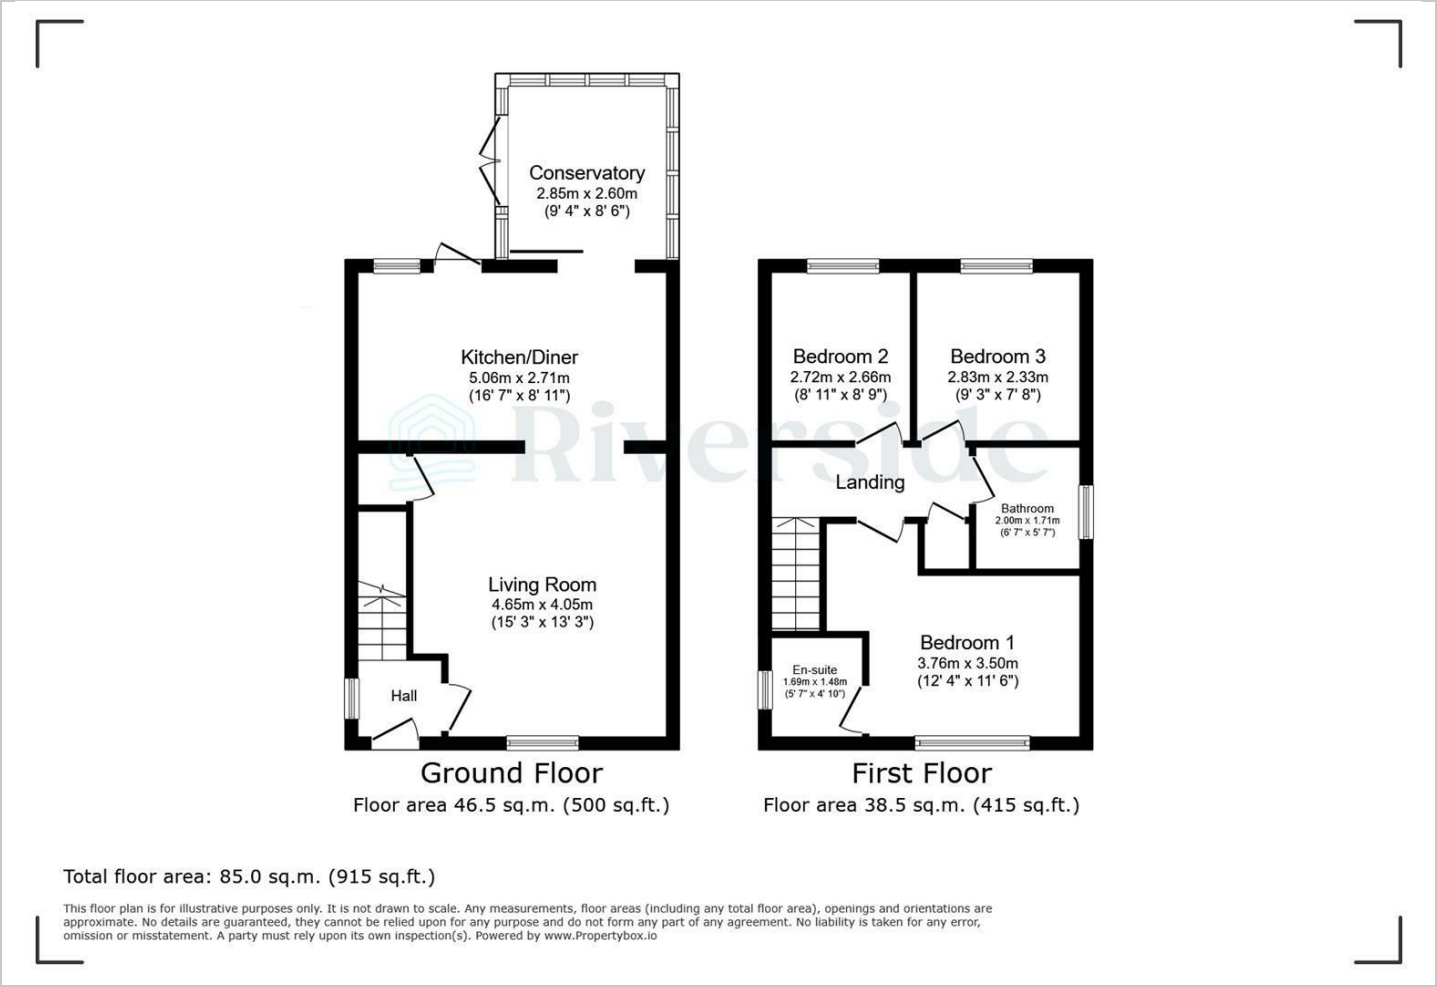 Conservatory
2.85m x 2.60m
(9' 4" x 8' 6")
Kitchen/Diner
5.06m x 2.71m
(16' 7" x 8' 11")
Bedroom 2
2.72m x 2.66m
(8' 11" x 8' 9")
Bedroom 3
2.83m x 2.33m
(9' 3" x 7' 8")
Riverside
Landing
Bathroom
2.00m x 1.71m
(6' 7" x 5' 7")
Living Room
4.65m x 4.05m
(15' 3" x 13' 3")
Bedroom 1
3.76m x 3.50m
(12' 4" x 11' 6")
En-suite
1.69m x 1.48m
(5' 7" x 4' 10")
Hall
Ground Floor
Floor area 46.5 sq.m. (500 sq.ft.)
First Floor
Floor area 38.5 sq.m. (415 sq.ft.)
Total floor area: 85.0 sq.m. (915 sq.ft.)
This floor plan is for illustrative purposes only. It is not drawn to scale. Any measurements, floor areas (including any total floor area), openings and orientations are
approximate. No details are guaranteed, they cannot be relied upon for any purpose and do not form any part of any agreement. No liability is taken for any error,
omission or misstatement. A party must rely upon its own inspection(s). Powered by www.Propertybox.io